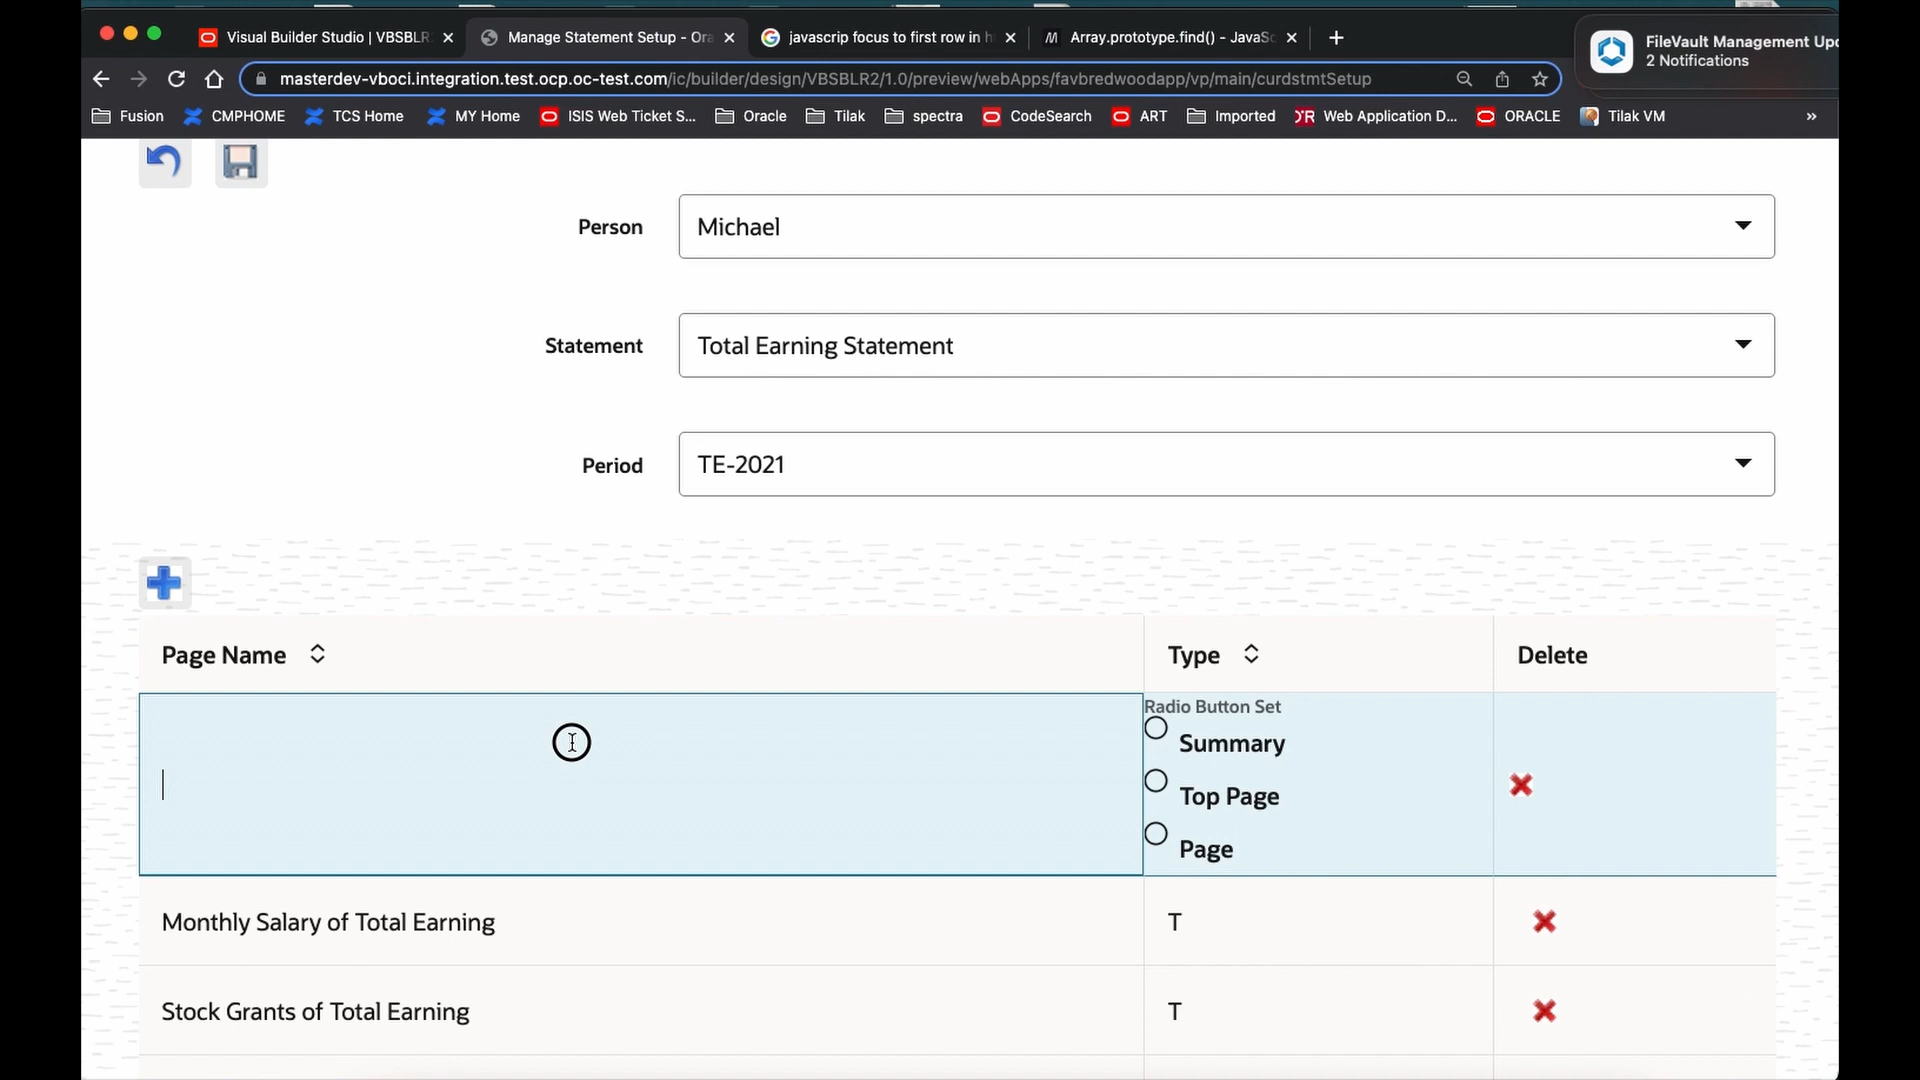 Visual Builder Studio | VBSBLR
Manage Statement Setup - Ora
javascrip focus to first row in h
Array.prototype.find() - JavaSc
FileVault Management Upd
2 Notifications
masterdev-vboci.integration.test.ocp.oc-test.com/ic/builder/design/VBSBLR2/1.0/preview/webApps/favbredwoodapp/vp/main/curdstmtSetup
Fusion
CMPHOME
TCS Home
MY Home
ISIS Web Ticket S...
Oracle
Tilak
spectra
CodeSearch
ART
Imported
Web Application D...
ORACLE
Tilak VM
»
Person
Michael
Statement
Total Earning Statement
Period
TE-2021
Page Name
Type
Delete
Radio Button Set
Summary
Top Page
Page
Monthly Salary of Total Earning
T
Stock Grants of Total Earning
T